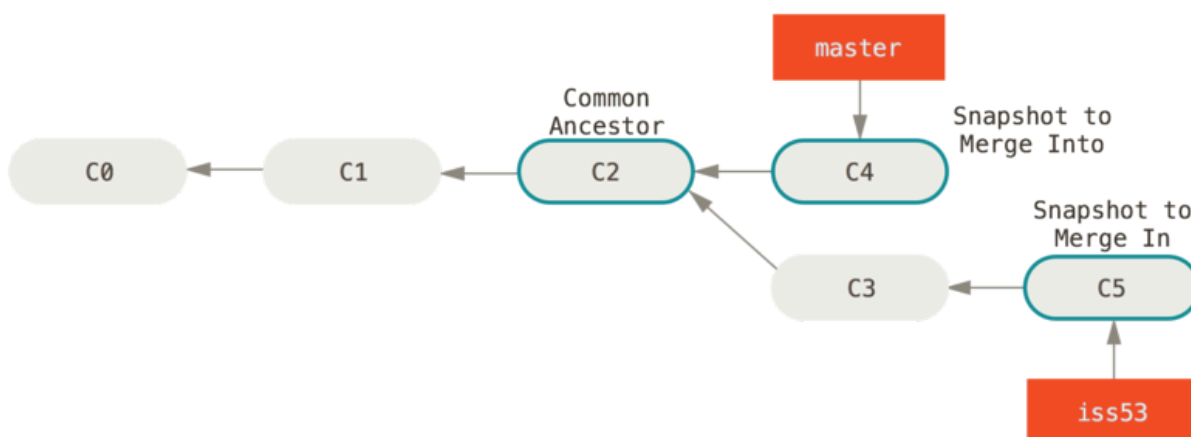 master
Common
Ancestor
Snapshot to
Merge Into
C0
C1
C2
C4
Snapshot to
Merge In
C3
C5
iss53